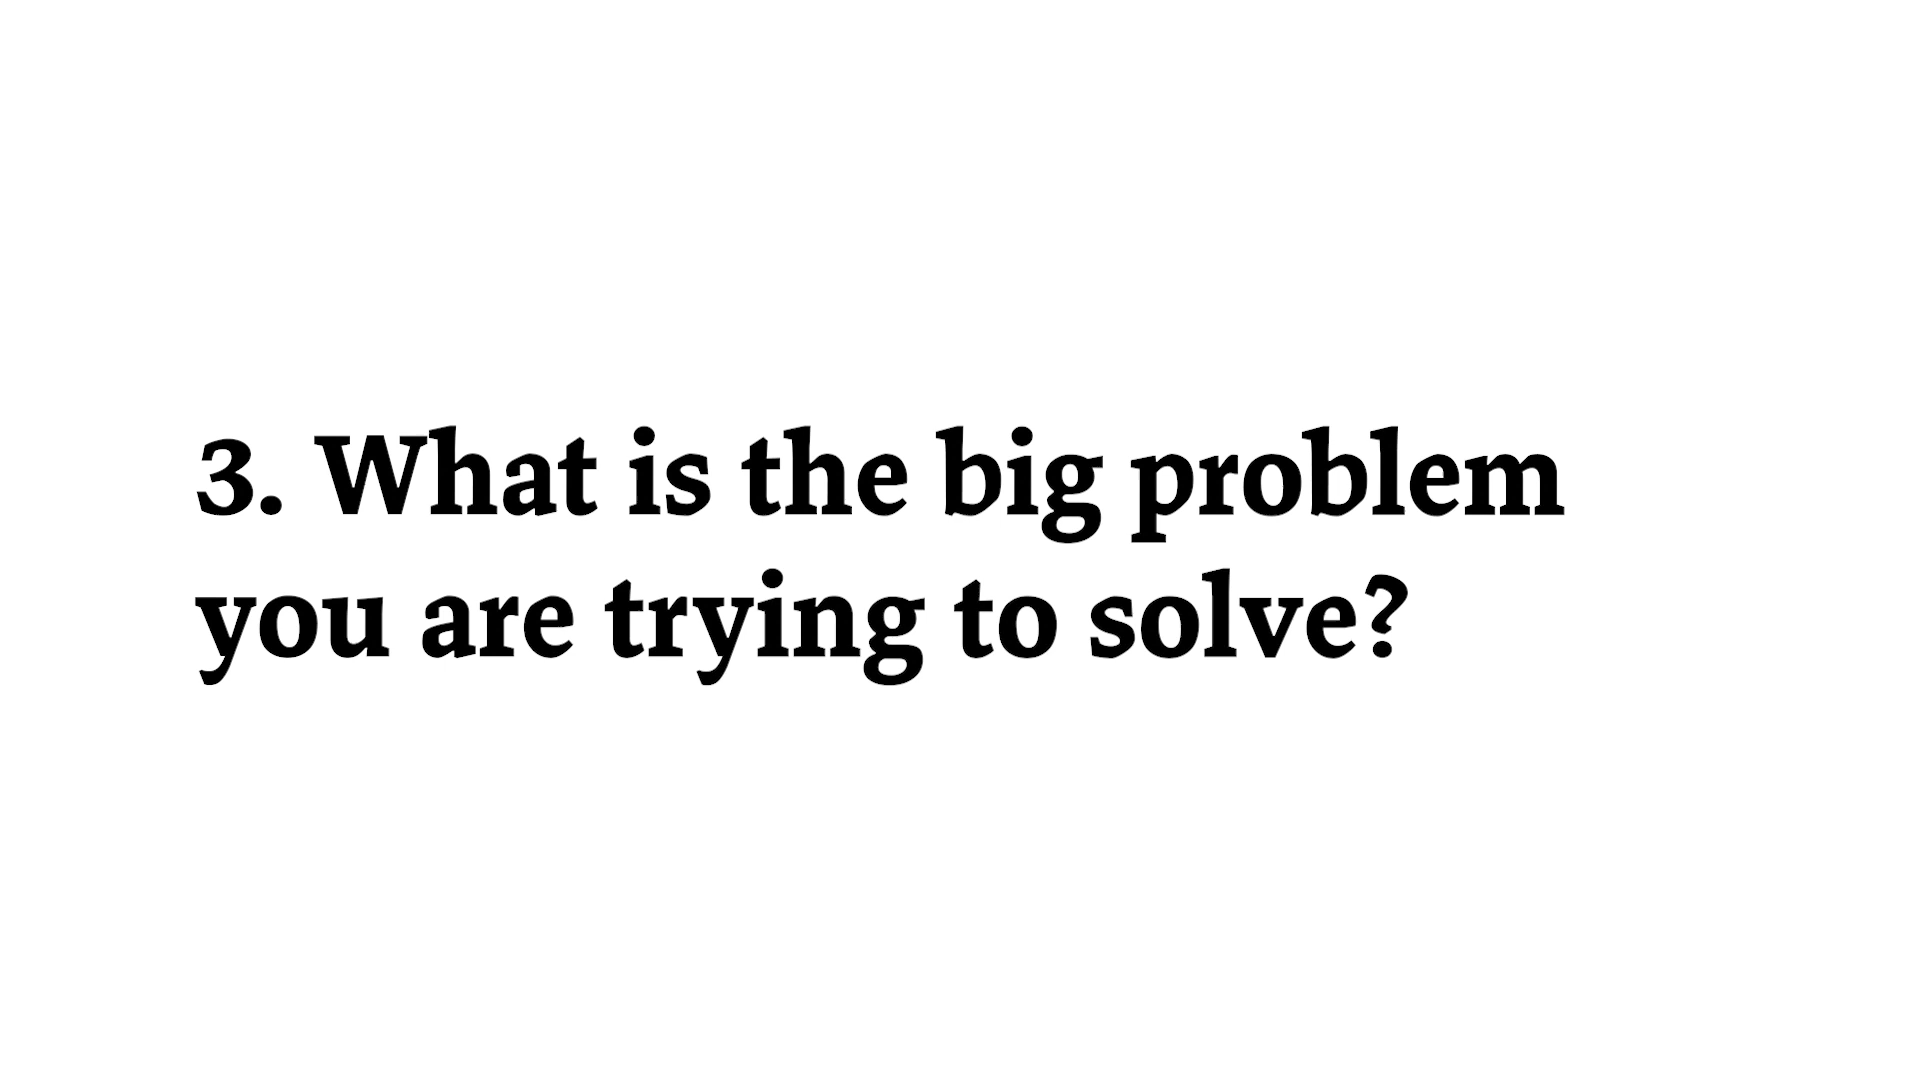 3. What is the big problem
you are trying to solve?